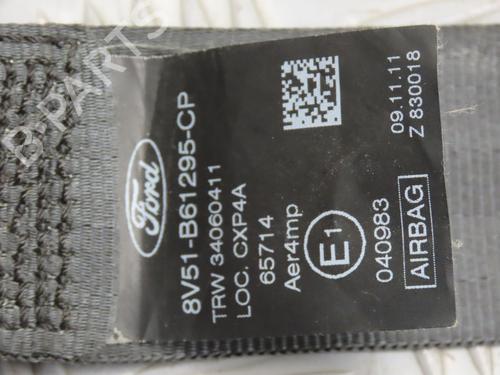 B-PARTS
Ford
8V51-B61295-CP
TRW 34060411
LOC. CXP4A
65714
Aer4mp
E1
040983
AIRBAG
09.11.11
Z 830018